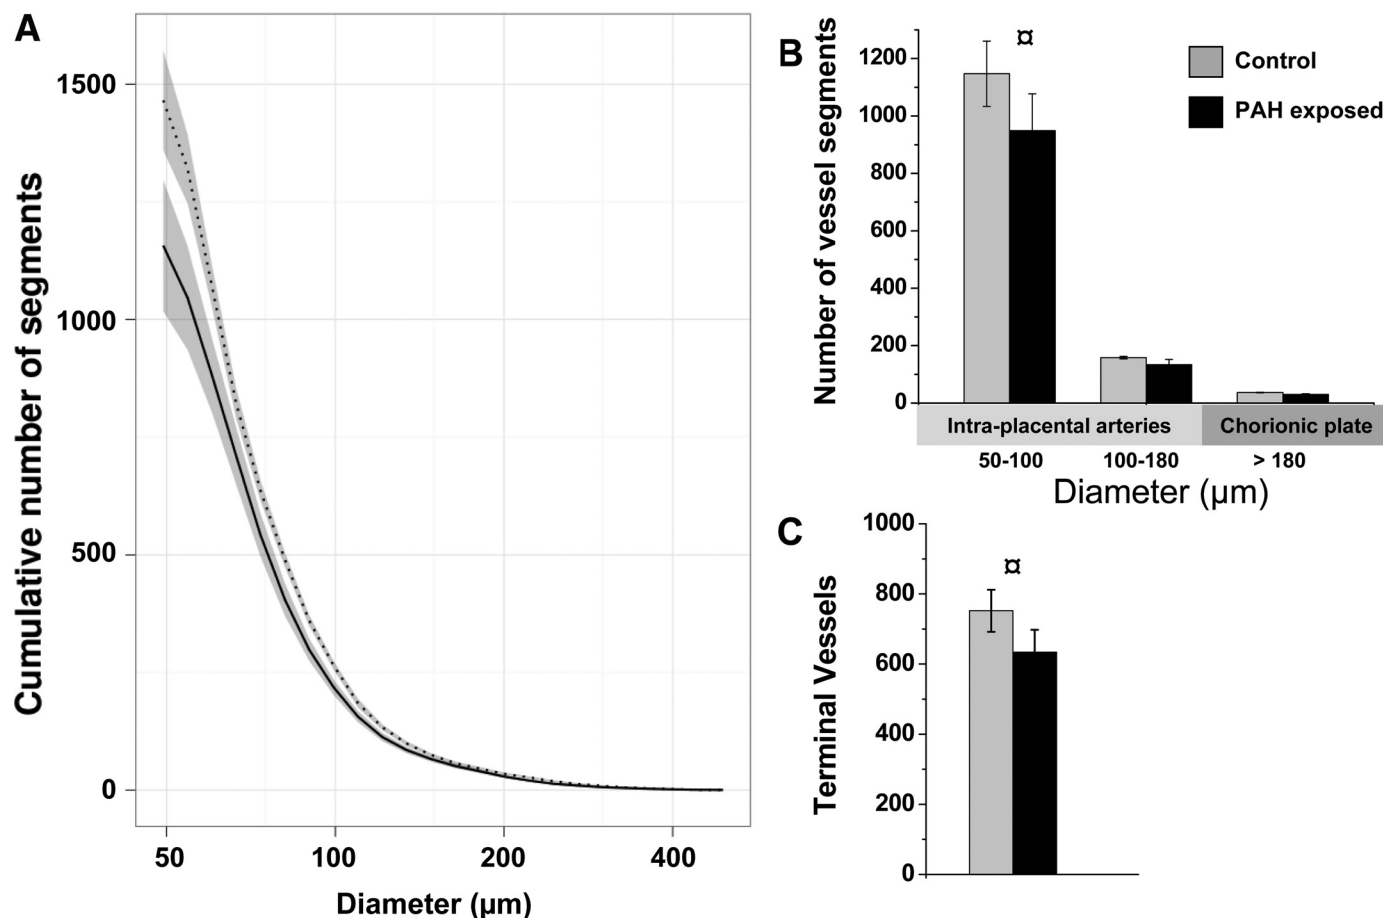 A
Cumulative number of segments
1500
1000
500
0
50 100 200 400
Diameter (µm)
B
Number of vessel segments
1200
1000
800
600
400
200
0
¤
Control
PAH exposed
Intra-placental arteries Chorionic plate
50-100 100-180 > 180
Diameter (µm)
C
Terminal Vessels
1000
800
600
400
200
0
¤